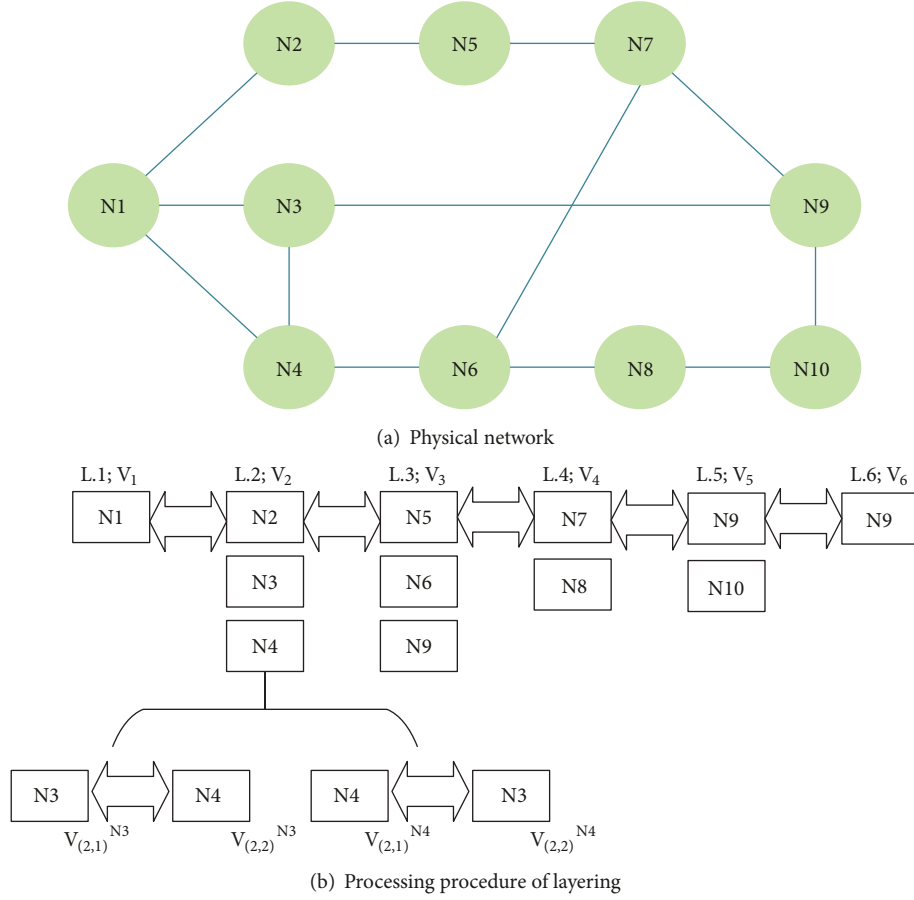 N2 N5 N7
N1 N3 N9
N4 N6 N8 N10
(a) Physical network
L.1; V₁ L.2; V₂ L.3; V₃ L.4; V₄ L.5; V₅ L.6; V₆
N1 N2 N5 N7 N9 N9
N3 N6 N8 N10
N4 N9
N3 N4 N4 N3
V₍₂,₁₎ᴺ³ V₍₂,₂₎ᴺ³ V₍₂,₁₎ᴺ⁴ V₍₂,₂₎ᴺ⁴
(b) Processing procedure of layering